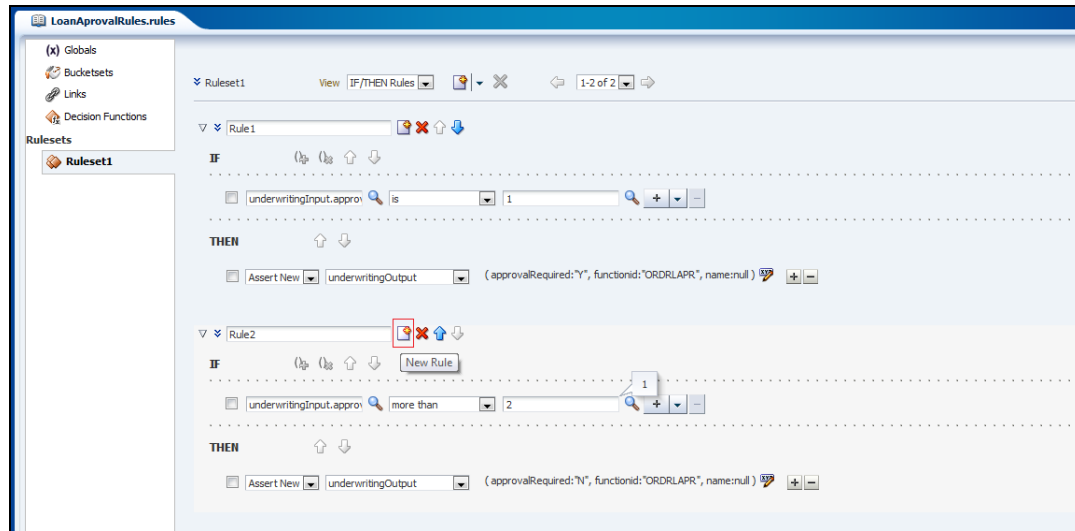 LoanAprovalRules.rules
(x) Globals
Bucketsets
Links
Decision Functions
Rulesets
Ruleset1
Ruleset1 View IF/THEN Rules 1-2 of 2
Rule1
IF
underwritingInput.approv is 1
THEN
Assert New underwritingOutput ( approvalRequired:"Y", functionid:"ORDRLAPR", name:null )
Rule2
IF New Rule
1
underwritingInput.approv more than 2
THEN
Assert New underwritingOutput ( approvalRequired:"N", functionid:"ORDRLAPR", name:null )